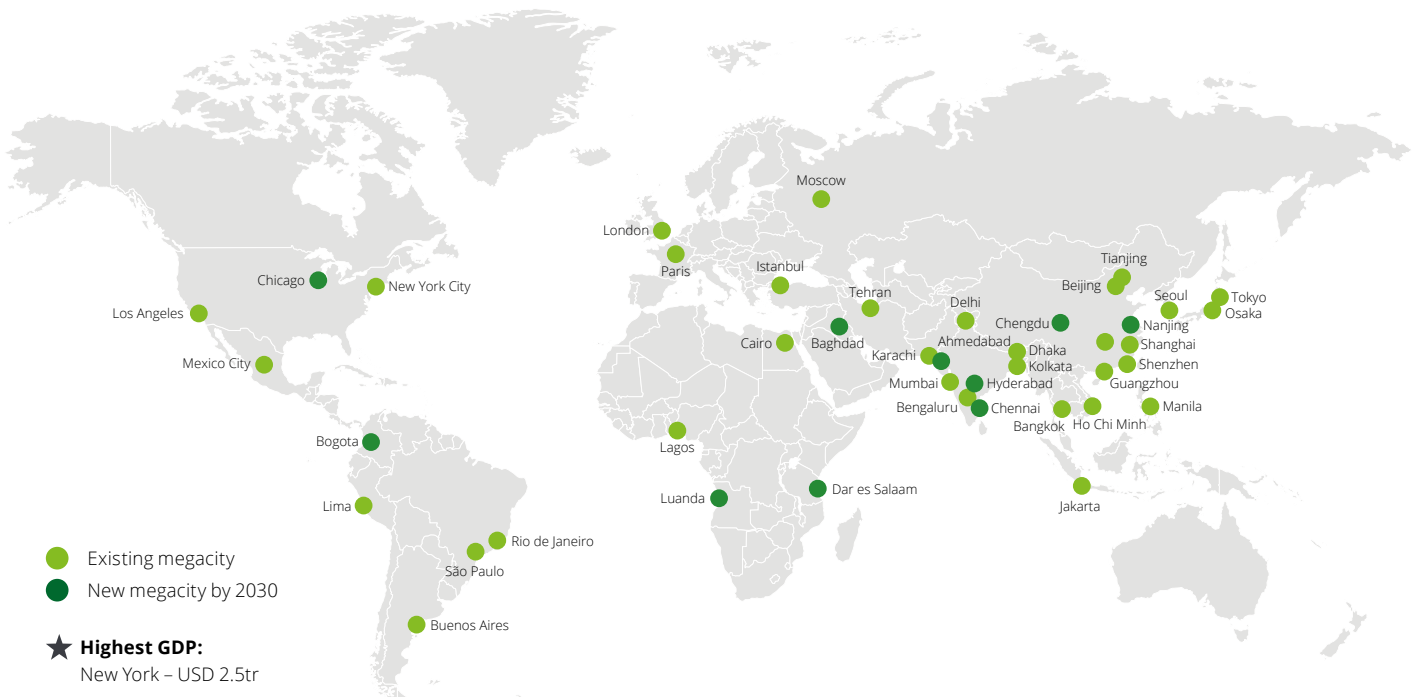 Moscow
London
Paris
Istanbul
Tianjing
Beijing
Chicago
New York City
Tehran
Delhi
Seoul
Tokyo
Osaka
Los Angeles
Chengdu
Nanjing
Cairo
Baghdad
Ahmedabad
Dhaka
Shanghai
Karachi
Mexico City
Kolkata
Shenzhen
Mumbai
Hyderabad
Guangzhou
Bengaluru
Chennai
Manila
Bangkok
Ho Chi Minh
Bogota
Lagos
Luanda
Dar es Salaam
Lima
Jakarta
Rio de Janeiro
São Paulo
Buenos Aires
Existing megacity
New megacity by 2030
Highest GDP:
New York – USD 2.5tr